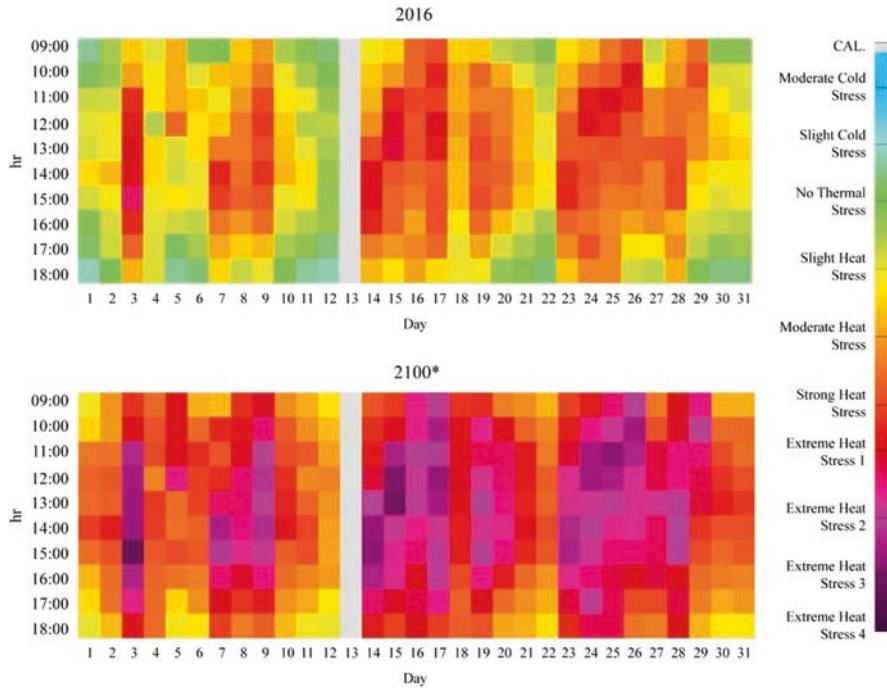 2016
09:00
10:00
11:00
12:00
13:00
14:00
15:00
16:00
17:00
18:00
hr
1 2 3 4 5 6 7 8 9 10 11 12 13 14 15 16 17 18 19 20 21 22 23 24 25 26 27 28 29 30 31
Day
2100*
09:00
10:00
11:00
12:00
13:00
14:00
15:00
16:00
17:00
18:00
hr
1 2 3 4 5 6 7 8 9 10 11 12 13 14 15 16 17 18 19 20 21 22 23 24 25 26 27 28 29 30 31
Day
CAL.
Moderate Cold
Stress
Slight Cold
Stress
No Thermal
Stress
Slight Heat
Stress
Moderate Heat
Stress
Strong Heat
Stress
Extreme Heat
Stress 1
Extreme Heat
Stress 2
Extreme Heat
Stress 3
Extreme Heat
Stress 4